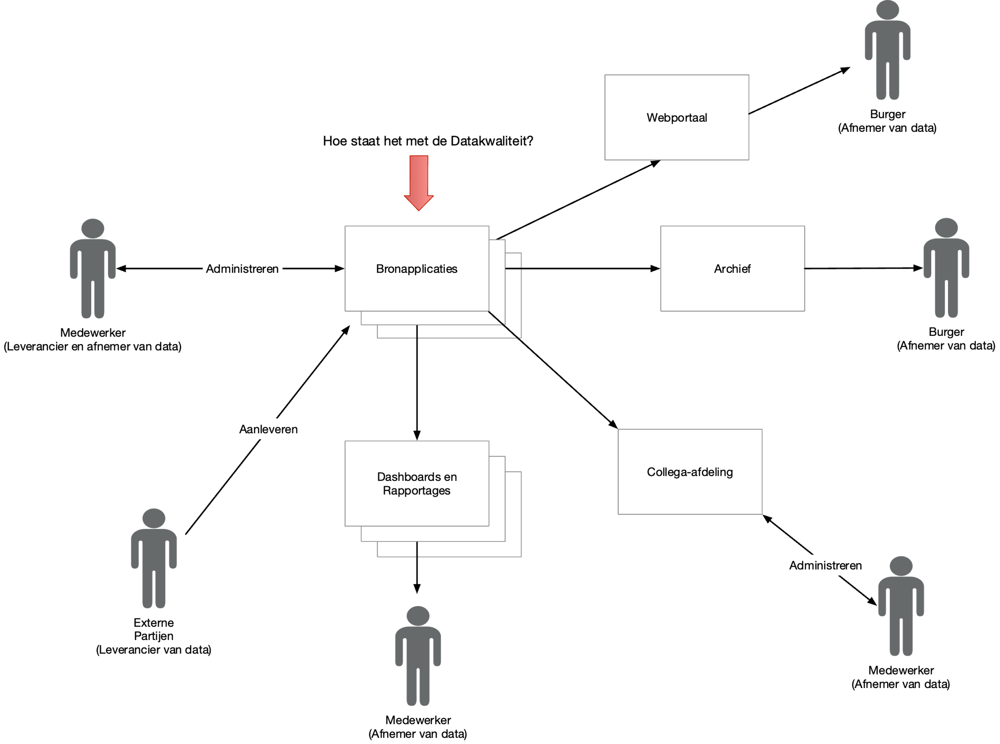 Burger
(Afnemer van data)
Webportaal
Hoe staat het met de Datakwaliteit?
Administreren
Bronapplicaties
Archief
Medewerker
(Leverancier en afnemer van data)
Burger
(Afnemer van data)
Aanleveren
Dashboards en
Rapportages
Collega-afdeling
Administreren
Externe
Partijen
(Leverancier van data)
Medewerker
(Afnemer van data)
Medewerker
(Afnemer van data)